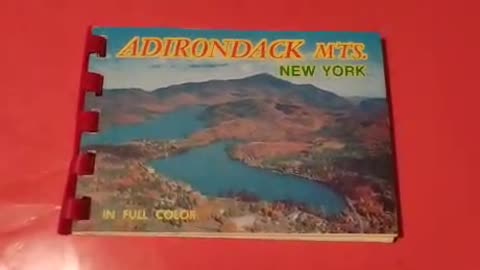 ADIRONDACK MTS.
NEW YORK
IN FULL COLOR